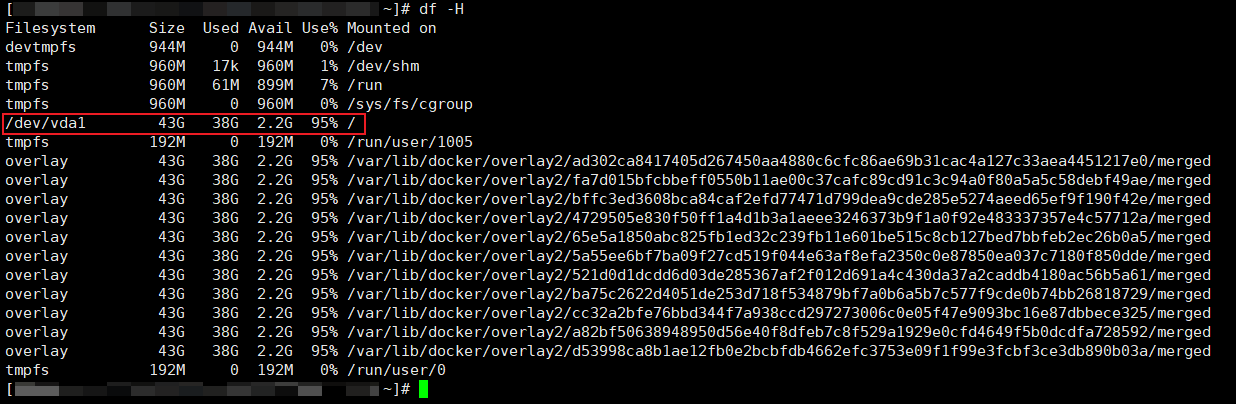 [ ~]# df -H
Filesystem      Size  Used Avail Use% Mounted on
devtmpfs        944M     0  944M   0% /dev
tmpfs           960M   17k  960M   1% /dev/shm
tmpfs           960M   61M  899M   7% /run
tmpfs           960M     0  960M   0% /sys/fs/cgroup
/dev/vda1        43G   38G  2.2G  95% /
tmpfs           192M     0  192M   0% /run/user/1005
overlay          43G   38G  2.2G  95% /var/lib/docker/overlay2/ad302ca8417405d267450aa4880c6cfc86ae69b31cac4a127c33aea4451217e0/merged
overlay          43G   38G  2.2G  95% /var/lib/docker/overlay2/fa7d015bfcbbeff0550b11ae00c37cafc89cd91c3c94a0f80a5a5c58debf49ae/merged
overlay          43G   38G  2.2G  95% /var/lib/docker/overlay2/bffc3ed3608bca84caf2efd77471d799dea9cde285e5274aeed65ef9f190f42e/merged
overlay          43G   38G  2.2G  95% /var/lib/docker/overlay2/4729505e830f50ff1a4d1b3a1aeee3246373b9f1a0f92e483337357e4c57712a/merged
overlay          43G   38G  2.2G  95% /var/lib/docker/overlay2/65e5a1850abc825fb1ed32c239fb11e601be515c8cb127bed7bbfeb2ec26b0a5/merged
overlay          43G   38G  2.2G  95% /var/lib/docker/overlay2/5a55ee6bf7ba09f27cd519f044e63af8efa2350c0e87850ea037c7180f850dde/merged
overlay          43G   38G  2.2G  95% /var/lib/docker/overlay2/521d0d1dcdd6d03de285367af2f012d691a4c430da37a2caddb4180ac56b5a61/merged
overlay          43G   38G  2.2G  95% /var/lib/docker/overlay2/ba75c2622d4051de253d718f534879bf7a0b6a5b7c577f9cde0b74bb26818729/merged
overlay          43G   38G  2.2G  95% /var/lib/docker/overlay2/cc32a2bfe76bbd344f7a938ccd297273006c0e05f47e9093bc16e87dbbece325/merged
overlay          43G   38G  2.2G  95% /var/lib/docker/overlay2/a82bf50638948950d56e40f8dfeb7c8f529a1929e0cfd4649f5b0dcdfa728592/merged
overlay          43G   38G  2.2G  95% /var/lib/docker/overlay2/d53998ca8b1ae12fb0e2bcbfdb4662efc3753e09f1f99e3fcbf3ce3db890b03a/merged
tmpfs           192M     0  192M   0% /run/user/0
[ ~]#